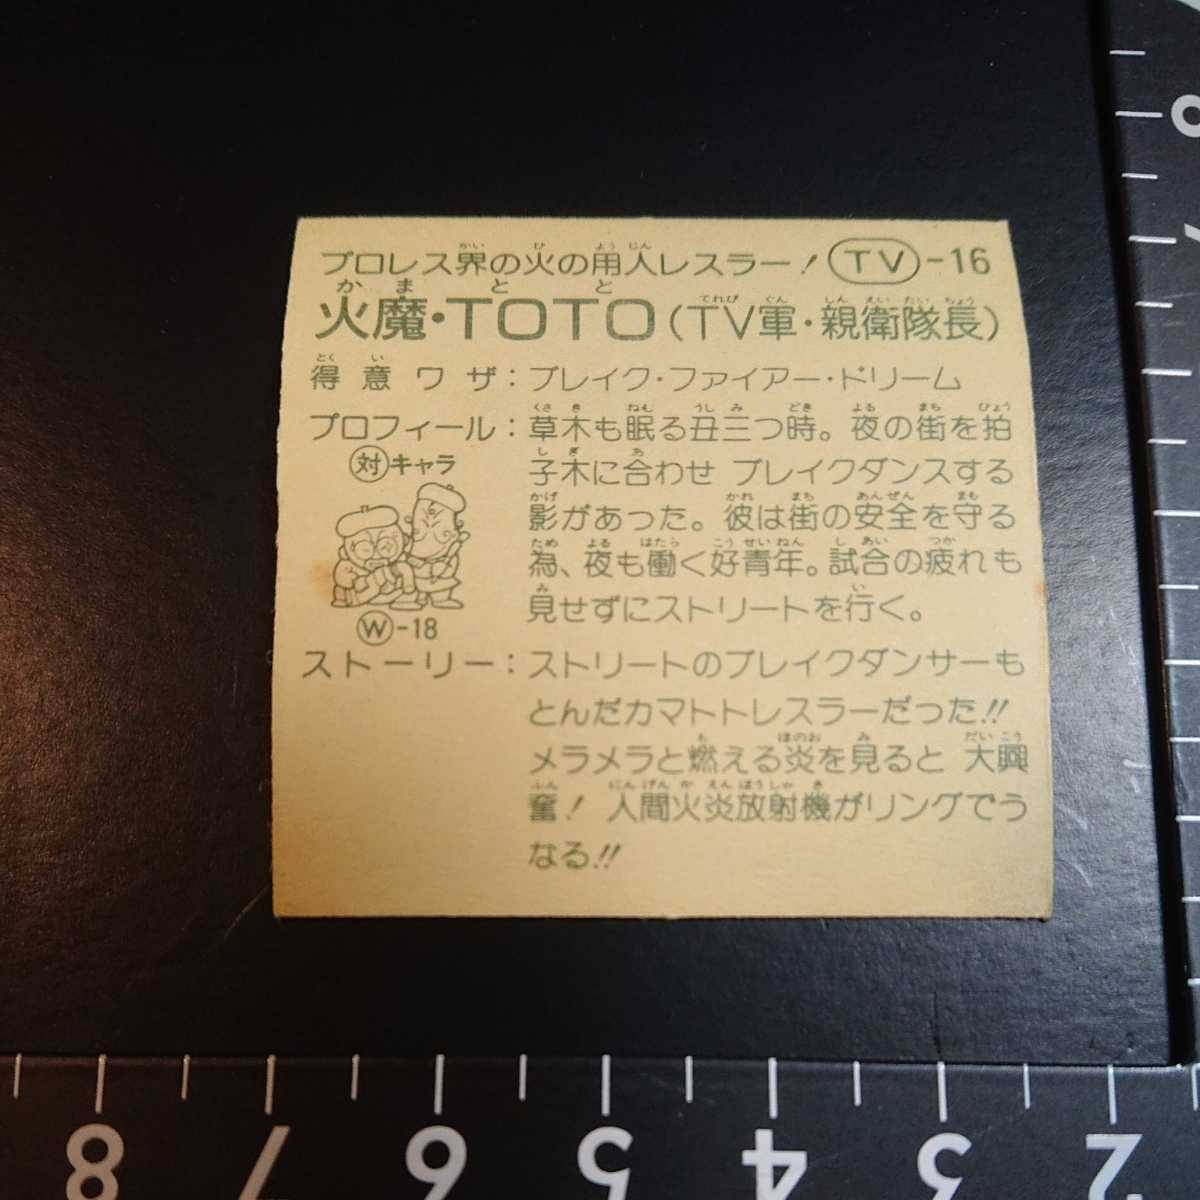 プロレス界の火の用人レスラー! TV-16
火魔・TOTO(TV軍・親衛隊長)
得意ワザ:ブレイク・ファイアー・ドリーム
プロフィール:草木も眠る丑三つ時。夜の街を拍
子木に合わせ ブレイクダンスする
影があった。彼は街の安全を守る
為、夜も働く好青年。試合の疲れも
見せずにストリートを行く。
対キャラ
W-18
ストーリー:ストリートのブレイクダンサーも
とんだカマトトレスラーだった!!
メラメラと燃える炎を見ると 大興
奮! 人間火炎放射機がリングでう
なる!!
8 7 6 5 4 3 2